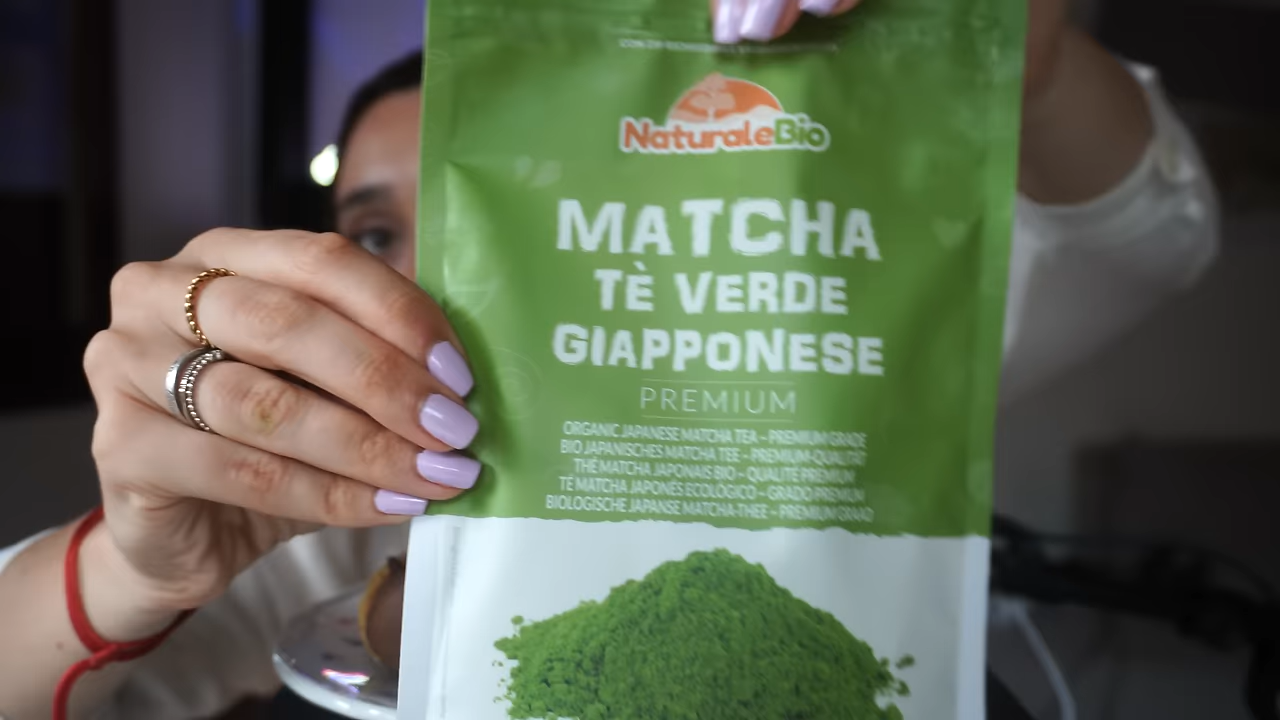 NaturaleBio
MATCHA
TÈ VERDE
GIAPPONESE
PREMIUM
ORGANIC JAPANESE MATCHA TEA - PREMIUM GRADE
BIO JAPANISCHES MATCHA TEE - PREMIUM-QUALITÄT
THÉ MATCHA JAPONAIS BIO - QUALITÉ PREMIUM
TÉ MATCHA JAPONÉS ECOLÓGICO - GRADO PREMIUM
BIOLOGISCHE JAPANSE MATCHA-THEE - PREMIUM GRAAD